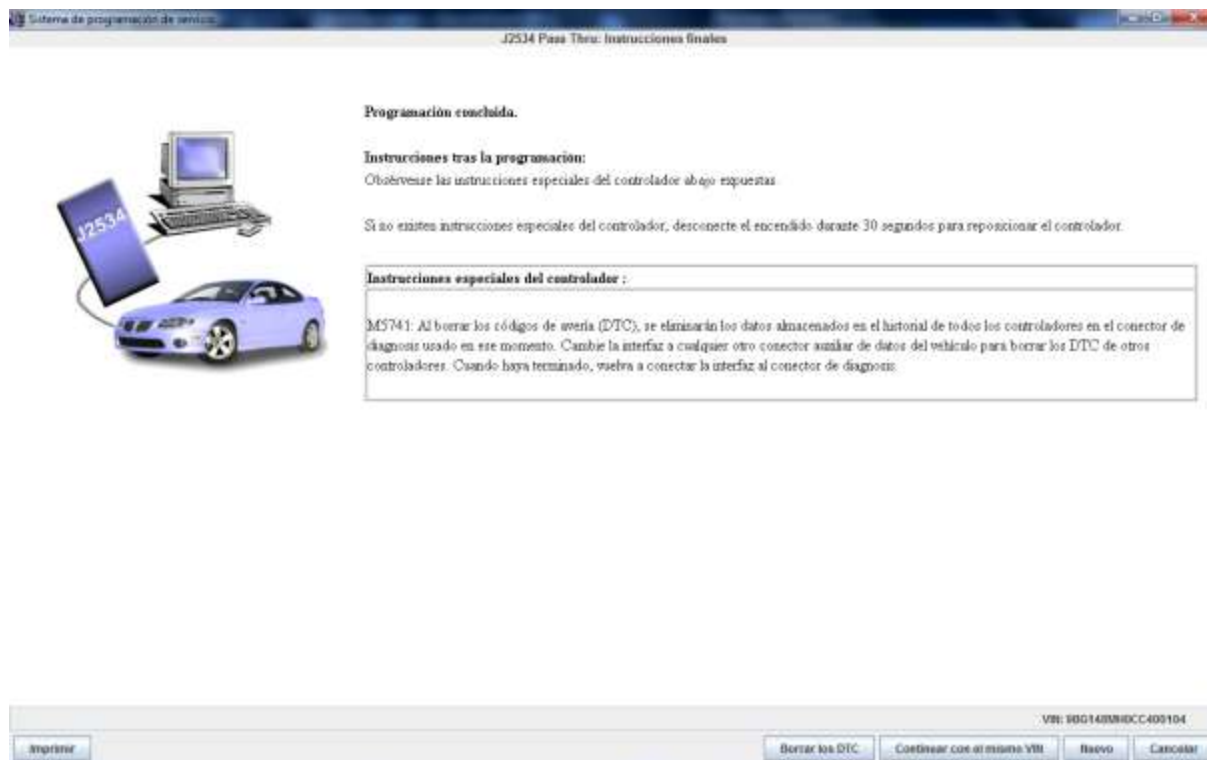 Sistema de programación de servicio
J2534 Pass Thru: Instrucciones finales
Programación concluida.
Instrucciones tras la programación:
Obsérvense las instrucciones especiales del controlador abajo expuestas
Si no existen instrucciones especiales del controlador, desconecte el encendido durante 30 segundos para reposicionar el controlador.
J2534
Instrucciones especiales del controlador :
M5741: Al borrar los códigos de avería (DTC), se eliminarán los datos almacenados en el historial de todos los controladores en el conector de
diagnosis usado en ese momento. Cambie la interfaz a cualquier otro conector auxiliar de datos del vehículo para borrar los DTC de otros
controladores. Cuando haya terminado, vuelva a conectar la interfaz al conector de diagnosis.
VIN:
Imprimir
Borrar los DTC
Continuar con el mismo VIN
Nuevo
Cancelar